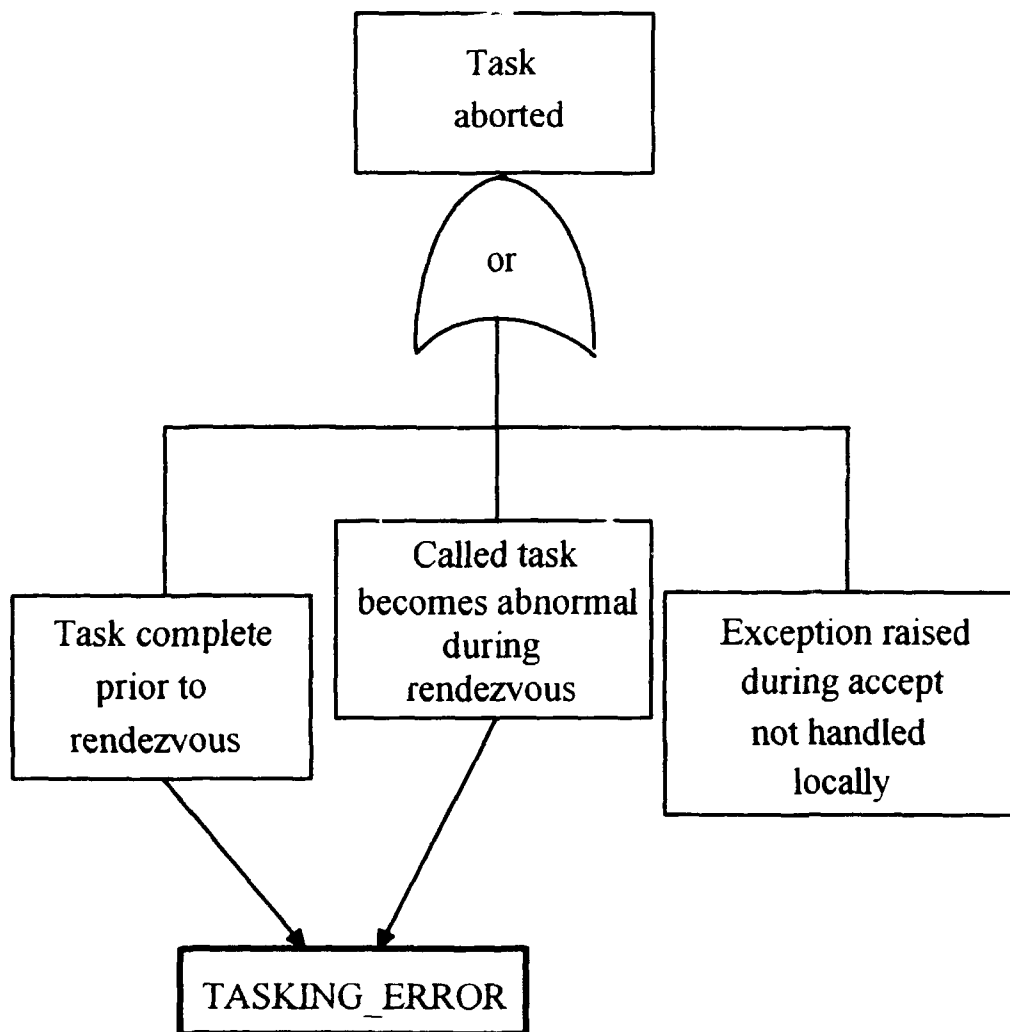 Task
aborted
or
Task complete
prior to
rendezvous
Called task
becomes abnormal
during
rendezvous
Exception raised
during accept
not handled
locally
TASKING_ERROR